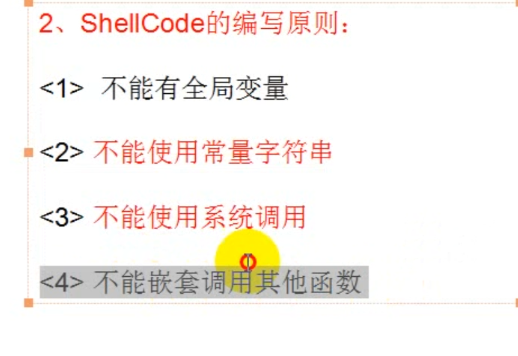 2、ShellCode的编写原则：
<1> 不能有全局变量
<2> 不能使用常量字符串
<3> 不能使用系统调用
<4> 不能嵌套调用其他函数